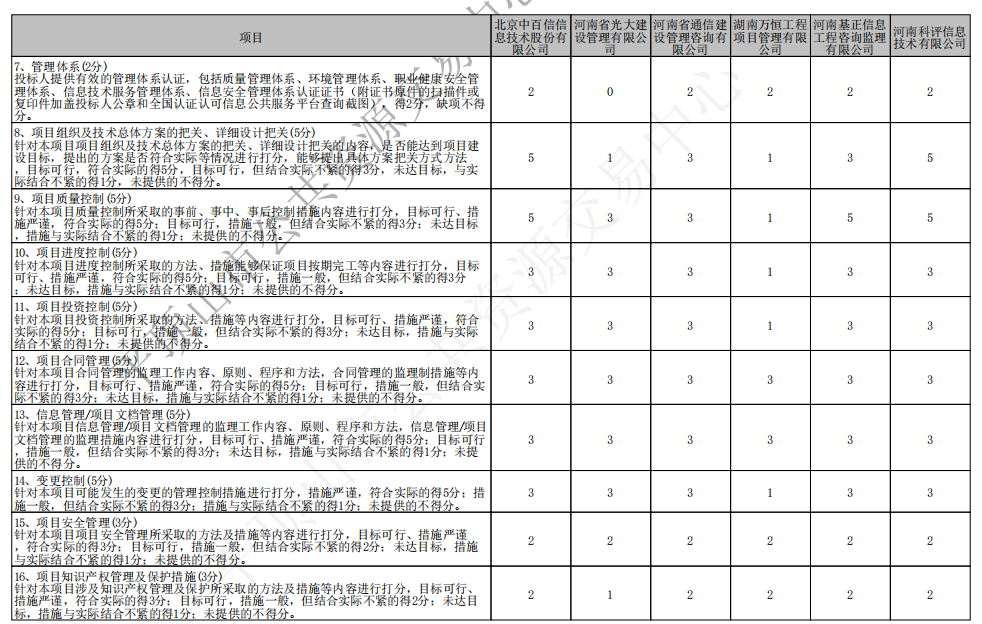 项目
北京中百信信
息技术股份有
限公司
河南省光大建
设管理有限公
司
河南省通信建
设管理咨询有
限公司
湖南万恒工程
项目管理有限
公司
河南基正信息
工程咨询监理
有限公司
河南科评信息
技术有限公司
7、管理体系(2分)
投标人提供有效的管理体系认证，包括质量管理体系、环境管理体系、职业健康安全管
理体系、信息技术服务管理体系、信息安全管理体系认证证书（附证书原件的扫描件或
复印件加盖投标人公章和全国认证认可信息公共服务平台查询截图），得2分，缺项不得
分。
2 0 2 2 2 2
8、项目组织及技术总体方案的把关、详细设计把关(5分)
针对本项目项目组织及技术总体方案的把关、详细设计把关的内容，是否能达到项目建
设目标，提出的方案是否符合实际等情况进行打分，能够提出具体方案把关方式方法
，目标可行，符合实际的得5分，目标可行，但结合实际不紧的得3分，未达目标，与实
际结合不紧的得1分，未提供的不得分。
5 1 3 1 3 5
9、项目质量控制(5分)
针对本项目质量控制所采取的事前、事中、事后控制措施内容进行打分，目标可行、措
施严谨，符合实际的得5分；目标可行，措施一般，但结合实际不紧的得3分；未达目标
，措施与实际结合不紧的得1分；未提供的不得分。
5 3 3 1 5 5
10、项目进度控制(5分)
针对本项目进度控制所采取的方法、措施能够保证项目按期完工等内容进行打分，目标
可行、措施严谨，符合实际的得5分；目标可行，措施一般，但结合实际不紧的得3分
；未达目标，措施与实际结合不紧的得1分；未提供的不得分。
3 3 3 1 3 3
11、项目投资控制(5分)
针对本项目投资控制所采取的方法、措施等内容进行打分，目标可行、措施严谨，符合
实际的得5分；目标可行，措施一般，但结合实际不紧的得3分；未达目标，措施与实际
结合不紧的得1分；未提供的不得分。
3 3 3 1 3 3
12、项目合同管理(5分)
针对本项目合同管理的监理工作内容、原则、程序和方法，合同管理的监理制措施等内
容进行打分，目标可行、措施严谨，符合实际的得5分；目标可行，措施一般，但结合实
际不紧的得3分；未达目标，措施与实际结合不紧的得1分；未提供的不得分。
3 3 3 3 3 3
13、信息管理/项目文档管理(5分)
针对本项目信息管理/项目文档管理的监理工作内容、原则、程序和方法，信息管理/项目
文档管理的监理措施内容进行打分，目标可行、措施严谨，符合实际的得5分；目标可行
，措施一般，但结合实际不紧的得3分；未达目标，措施与实际结合不紧的得1分；未提
供的不得分。
3 3 3 3 3 3
14、变更控制(5分)
针对本项目可能发生的变更的管理控制措施进行打分，措施严谨，符合实际的得5分；措
施一般，但结合实际不紧的得3分；措施与实际结合不紧的得1分；未提供的不得分。
3 3 3 1 3 3
15、项目安全管理(3分)
针对本项目项目安全管理所采取的方法及措施等内容进行打分，目标可行、措施严谨
，符合实际的得3分；目标可行，措施一般，但结合实际不紧的得2分；未达目标，措施
与实际结合不紧的得1分；未提供的不得分。
2 2 2 2 2 2
16、项目知识产权管理及保护措施(3分)
针对本项目涉及知识产权管理及保护所采取的方法及措施等内容进行打分，目标可行、
措施严谨，符合实际的得3分；目标可行，措施一般，但结合实际不紧的得2分；未达目
标，措施与实际结合不紧的得1分；未提供的不得分。
2 1 2 2 2 2
平顶山市公共资源交易中心
平顶山市公共资源交易中心